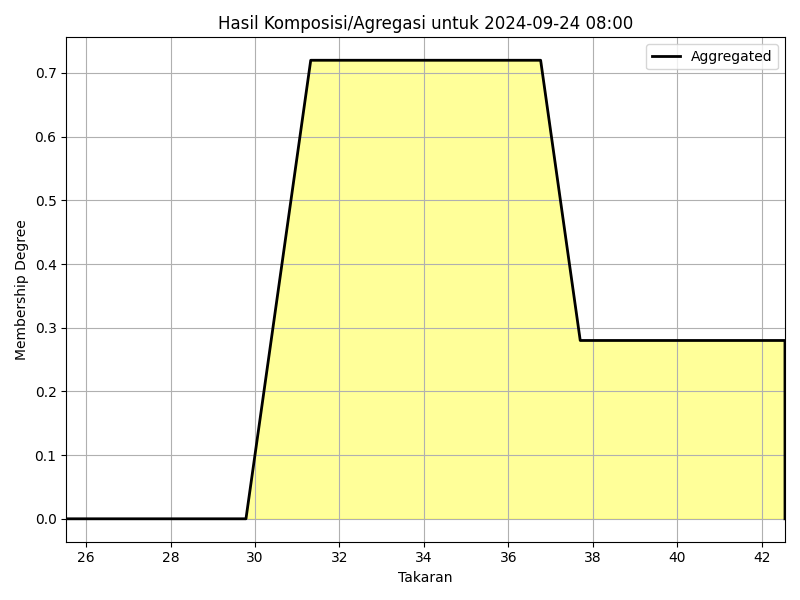 Hasil Komposisi/Agregasi untuk 2024-09-24 08:00
Aggregated
Membership Degree
0.7
0.6
0.5
0.4
0.3
0.2
0.1
0.0
26 28 30 32 34 36 38 40 42
Takaran